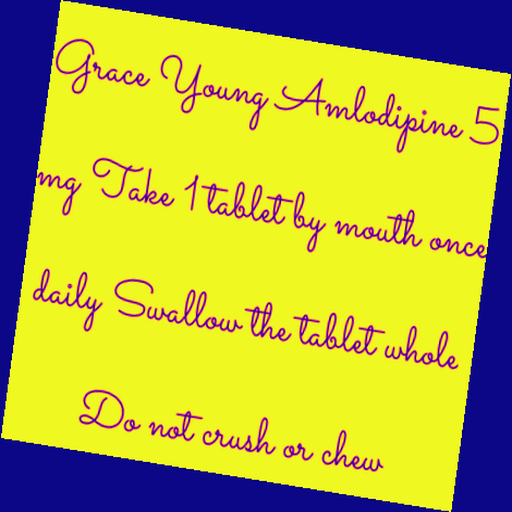 Grace Young Amlodipine 5
mg Take 1 tablet by mouth once
daily Swallow the tablet whole
Do not crush or chew